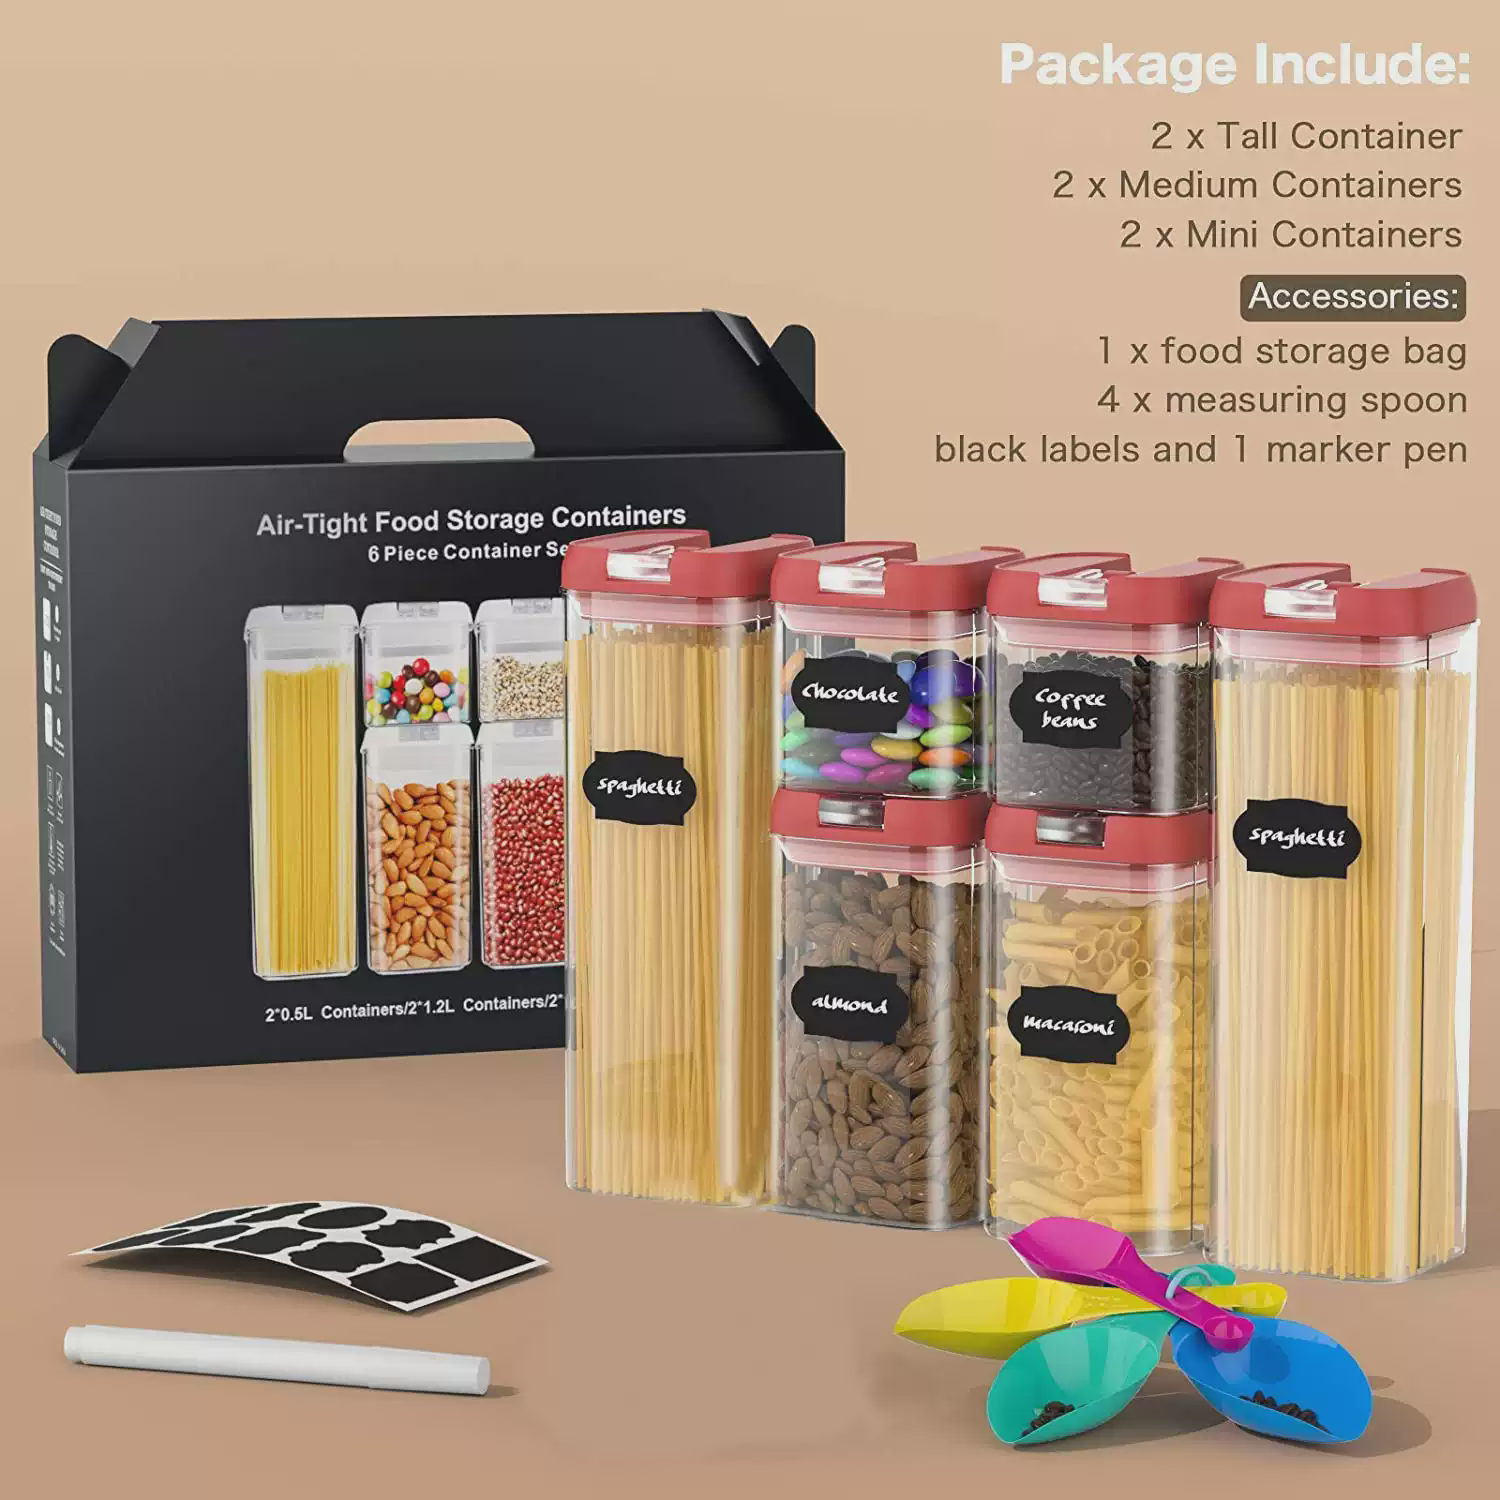 Package Include:
2 x Tall Container
2 x Medium Containers
2 x Mini Containers
Accessories:
1 x food storage bag
4 x measuring spoon
black labels and 1 marker pen
Air-Tight Food Storage Containers
6 Piece Container Se
2*0.5L Containers/2*1.2L Containers/2*
Chocolate
Coffee
beans
spaghetti
spaghetti
almond
macaroni